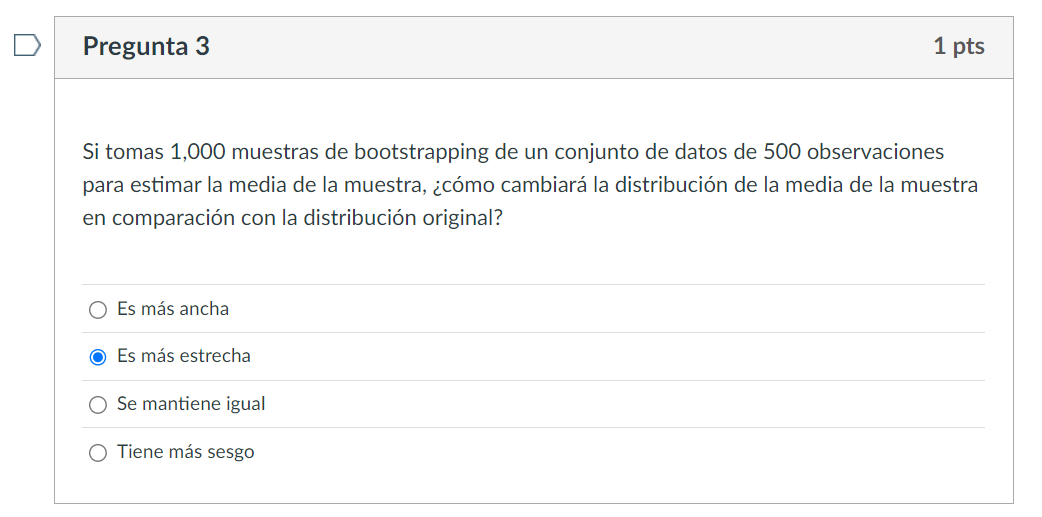 Pregunta 3
1 pts
Si tomas 1,000 muestras de bootstrapping de un conjunto de datos de 500 observaciones
para estimar la media de la muestra, ¿cómo cambiará la distribución de la media de la muestra
en comparación con la distribución original?
Es más ancha
Es más estrecha
Se mantiene igual
Tiene más sesgo